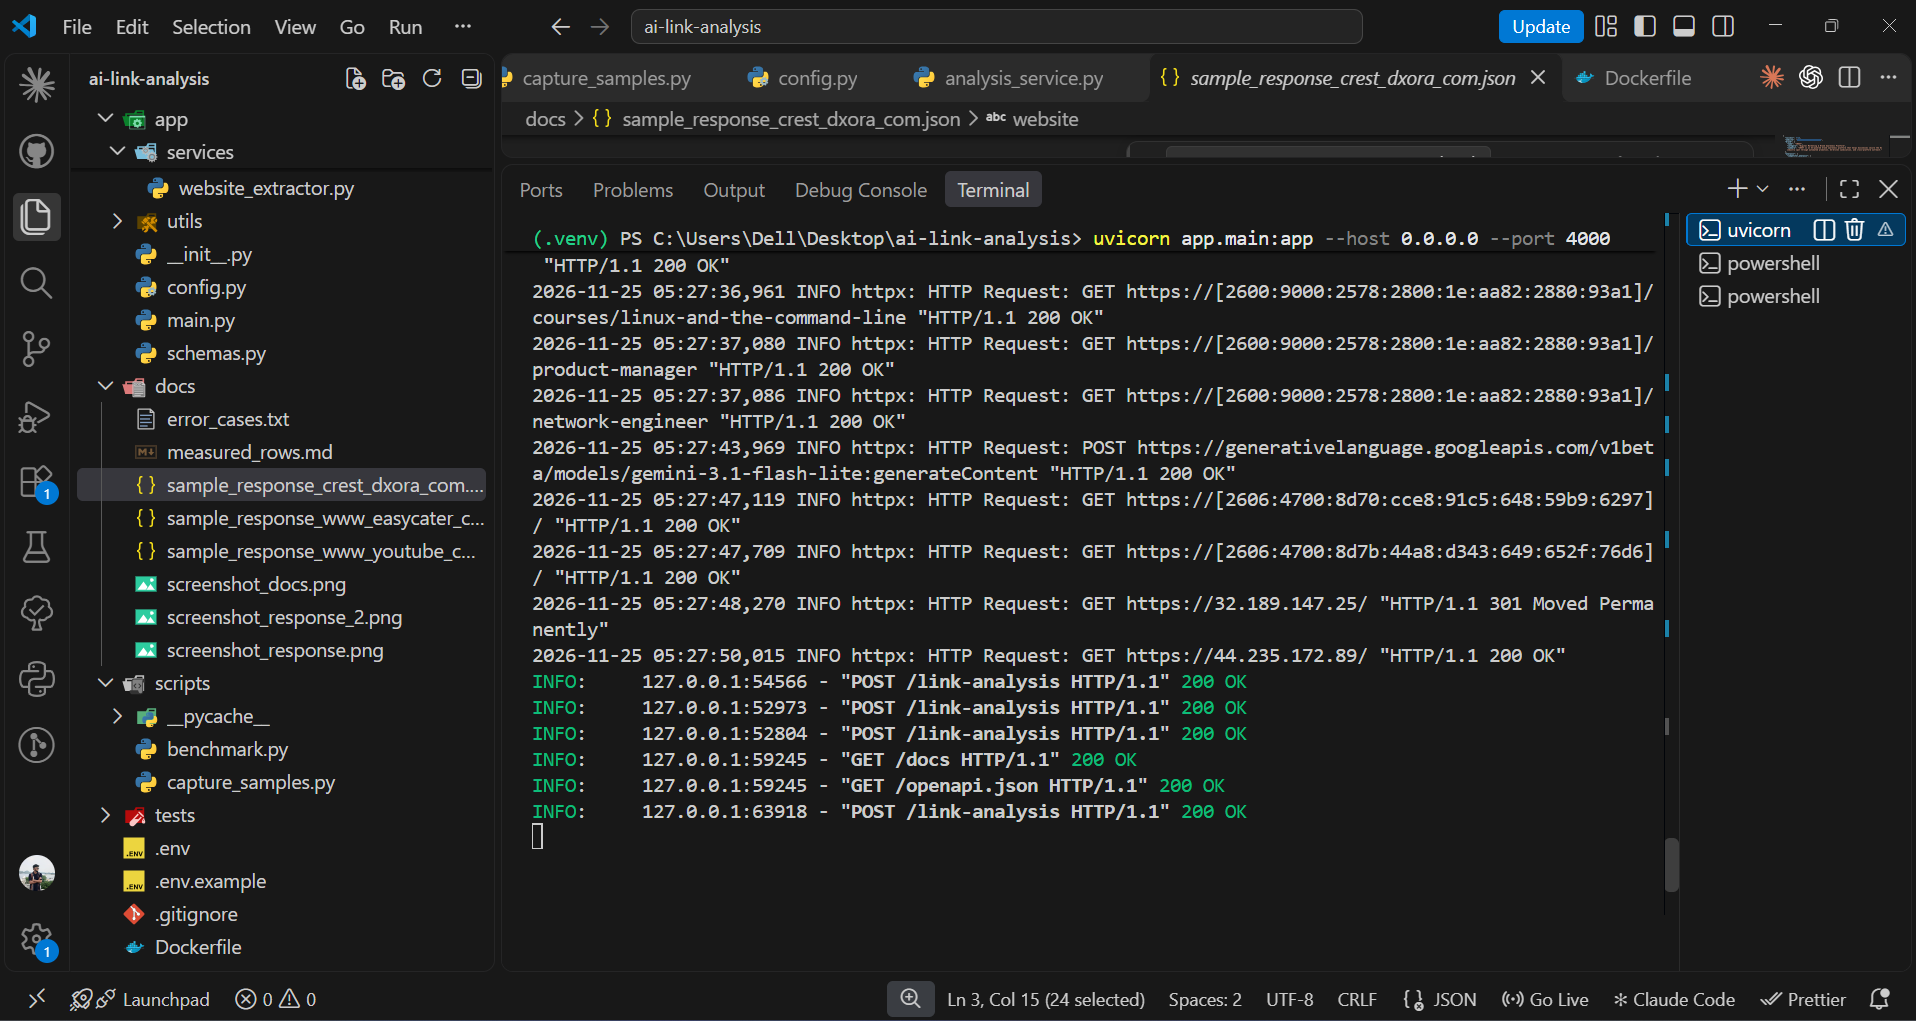 File Edit Selection View Go Run ···
ai-link-analysis
Update
ai-link-analysis
app
services
website_extractor.py
utils
__init__.py
config.py
main.py
schemas.py
docs
error_cases.txt
measured_rows.md
sample_response_crest_dxora_com....
sample_response_www_easycater_c...
sample_response_www_youtube_c...
screenshot_docs.png
screenshot_response_2.png
screenshot_response.png
scripts
__pycache__
benchmark.py
capture_samples.py
tests
.env
.env.example
.gitignore
Dockerfile
capture_samples.py config.py analysis_service.py {} sample_response_crest_dxora_com.json Dockerfile
docs > {} sample_response_crest_dxora_com.json > abc website
Ports Problems Output Debug Console Terminal
(.venv) PS C:\Users\Dell\Desktop\ai-link-analysis> uvicorn app.main:app --host 0.0.0.0 --port 4000
"HTTP/1.1 200 OK"
2026-11-25 05:27:36,961 INFO httpx: HTTP Request: GET https://[2600:9000:2578:2800:1e:aa82:2880:93a1]/
courses/linux-and-the-command-line "HTTP/1.1 200 OK"
2026-11-25 05:27:37,080 INFO httpx: HTTP Request: GET https://[2600:9000:2578:2800:1e:aa82:2880:93a1]/
product-manager "HTTP/1.1 200 OK"
2026-11-25 05:27:37,086 INFO httpx: HTTP Request: GET https://[2600:9000:2578:2800:1e:aa82:2880:93a1]/
network-engineer "HTTP/1.1 200 OK"
2026-11-25 05:27:43,969 INFO httpx: HTTP Request: POST https://generativelanguage.googleapis.com/v1bet
a/models/gemini-3.1-flash-lite:generateContent "HTTP/1.1 200 OK"
2026-11-25 05:27:47,119 INFO httpx: HTTP Request: GET https://[2606:4700:8d70:cce8:91c5:648:59b9:6297]
/ "HTTP/1.1 200 OK"
2026-11-25 05:27:47,709 INFO httpx: HTTP Request: GET https://[2606:4700:8d7b:44a8:d343:649:652f:76d6]
/ "HTTP/1.1 200 OK"
2026-11-25 05:27:48,270 INFO httpx: HTTP Request: GET https://32.189.147.25/ "HTTP/1.1 301 Moved Perma
nently"
2026-11-25 05:27:50,015 INFO httpx: HTTP Request: GET https://44.235.172.89/ "HTTP/1.1 200 OK"
INFO: 127.0.0.1:54566 - "POST /link-analysis HTTP/1.1" 200 OK
INFO: 127.0.0.1:52973 - "POST /link-analysis HTTP/1.1" 200 OK
INFO: 127.0.0.1:52804 - "POST /link-analysis HTTP/1.1" 200 OK
INFO: 127.0.0.1:59245 - "GET /docs HTTP/1.1" 200 OK
INFO: 127.0.0.1:59245 - "GET /openapi.json HTTP/1.1" 200 OK
INFO: 127.0.0.1:63918 - "POST /link-analysis HTTP/1.1" 200 OK
uvicorn
powershell
powershell
1
1
Launchpad 0 0 Ln 3, Col 15 (24 selected) Spaces: 2 UTF-8 CRLF {} JSON Go Live Claude Code Prettier